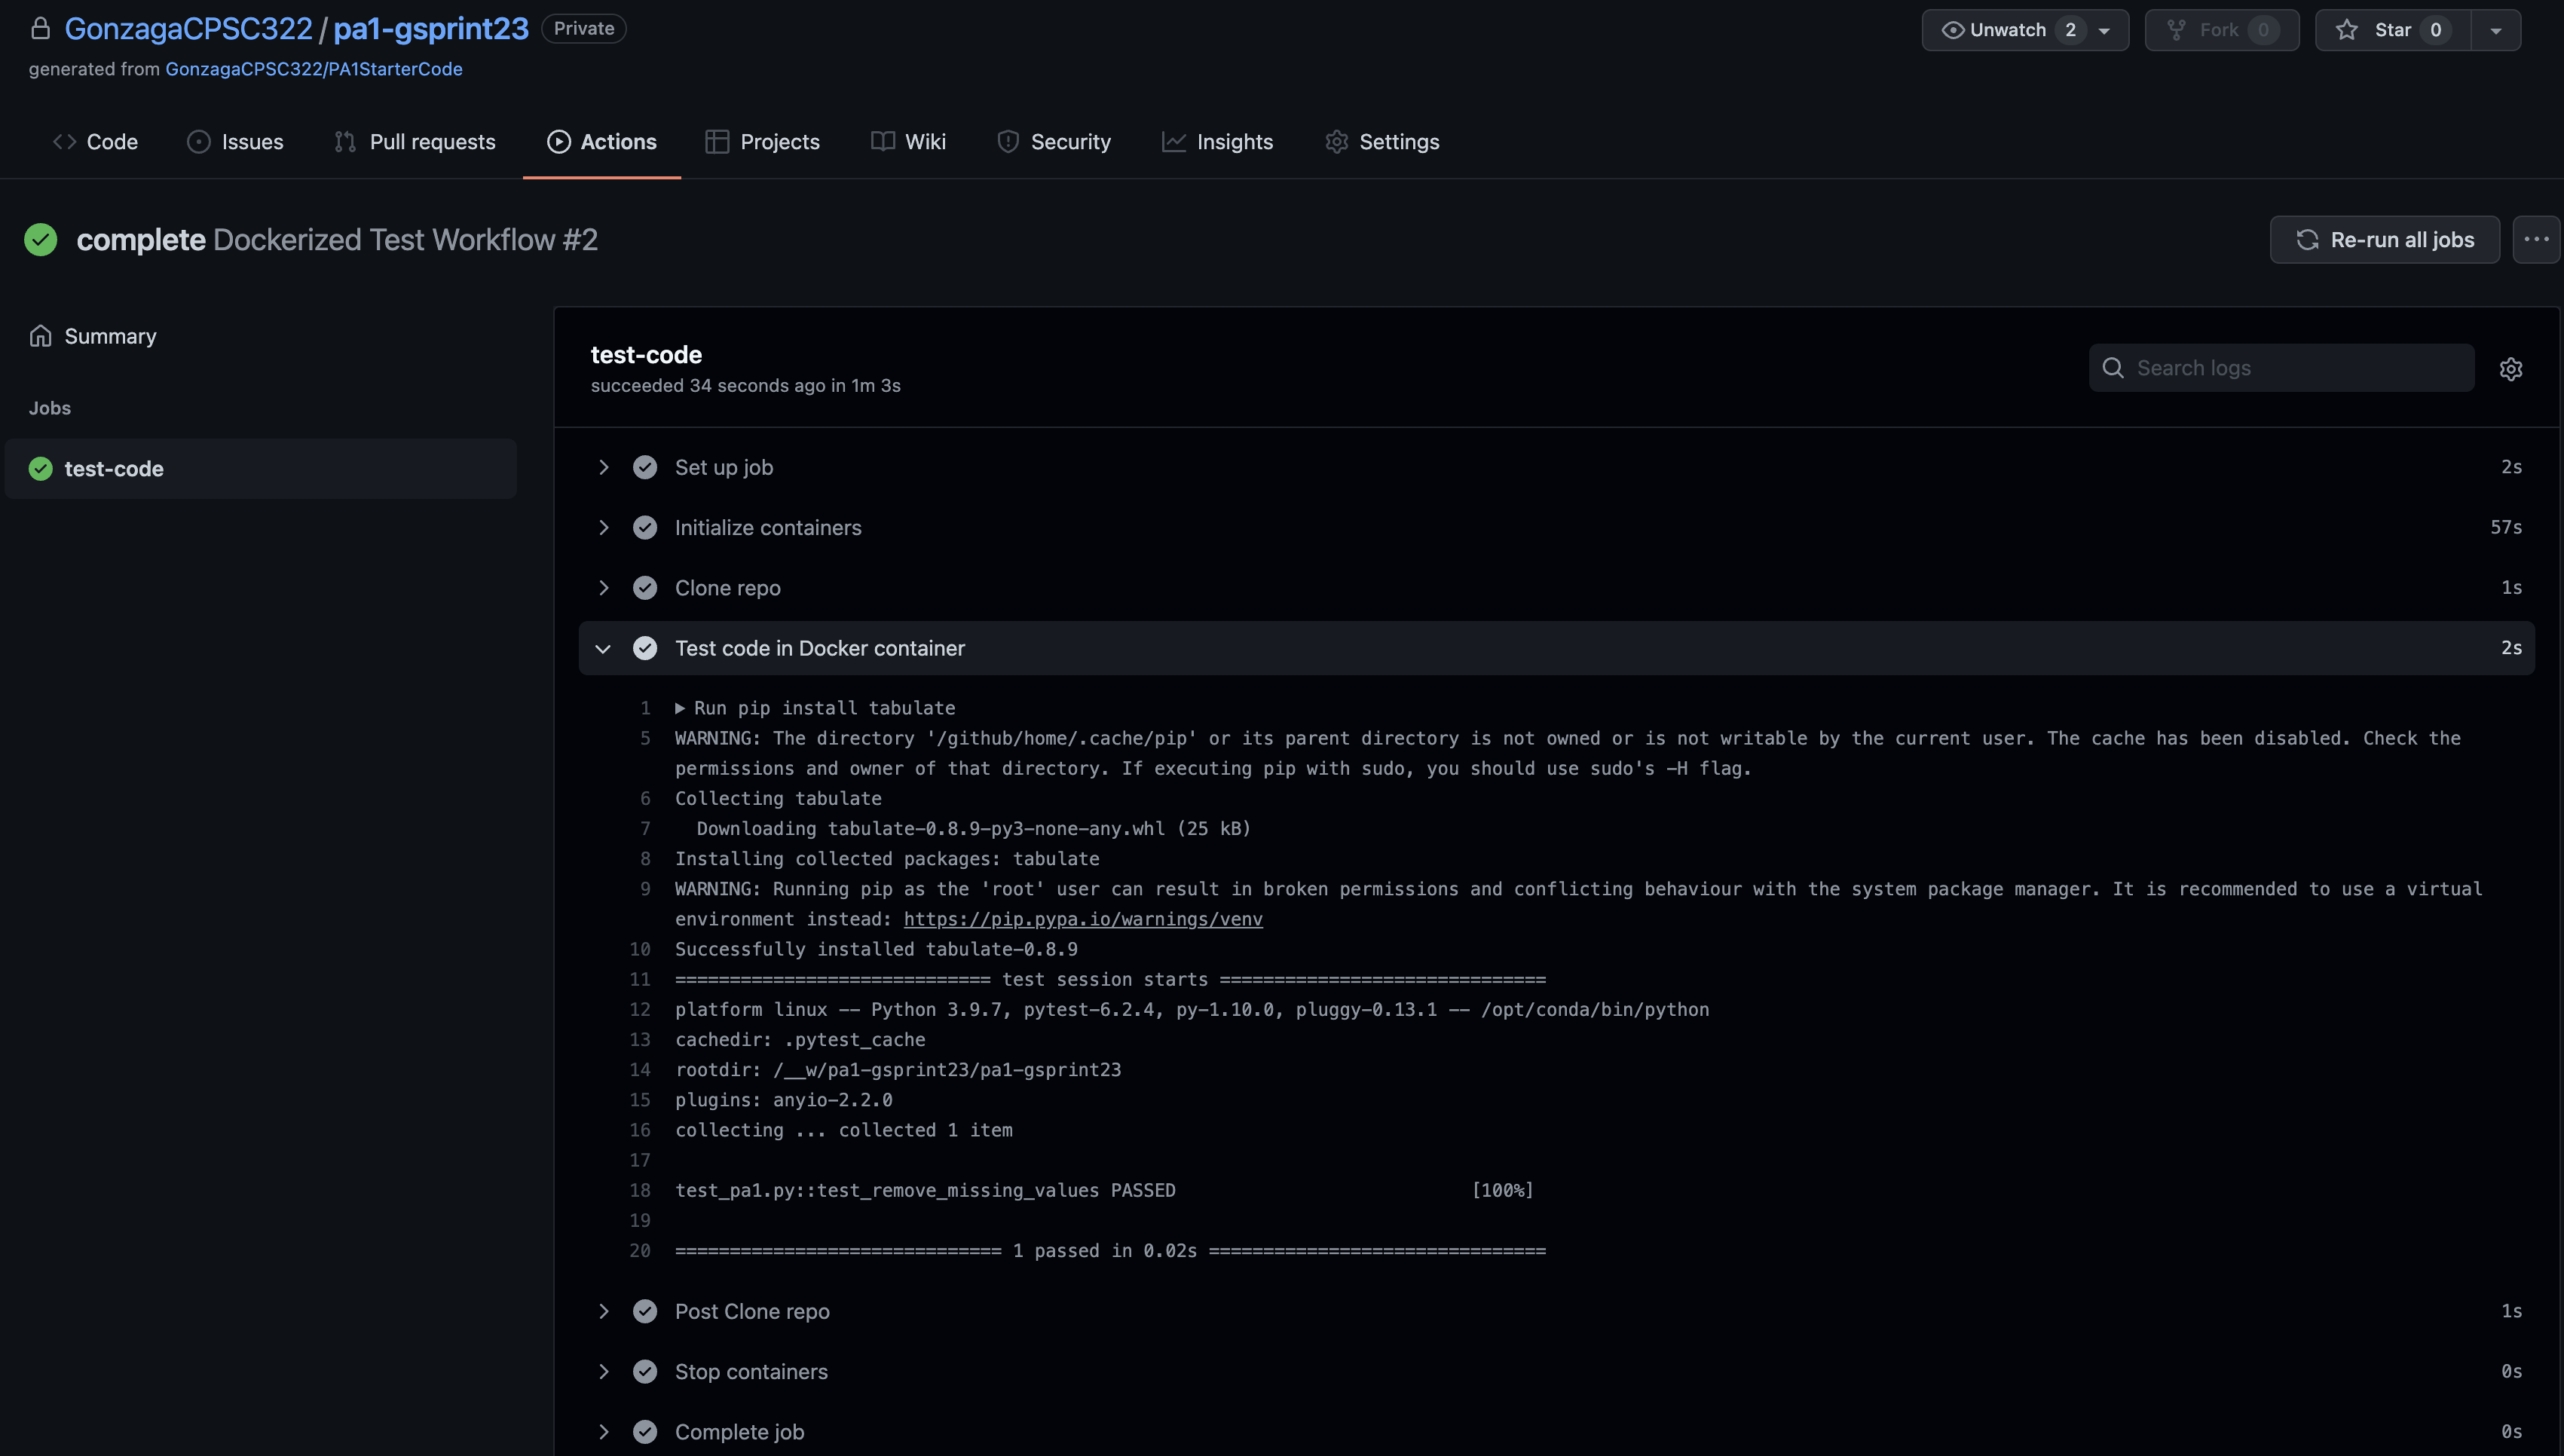 GonzagaCPSC322 / pa1-gsprint23 Private Unwatch 2 Fork 0 Star 0
generated from GonzagaCPSC322/PA1StarterCode
Code Issues Pull requests Actions Projects Wiki Security Insights Settings
complete Dockerized Test Workflow #2 Re-run all jobs
Summary
Jobs
test-code
test-code
succeeded 34 seconds ago in 1m 3s
Search logs
Set up job 2s
Initialize containers 57s
Clone repo 1s
Test code in Docker container 2s
1 Run pip install tabulate
5 WARNING: The directory '/github/home/.cache/pip' or its parent directory is not owned or is not writable by the current user. The cache has been disabled. Check the
permissions and owner of that directory. If executing pip with sudo, you should use sudo's -H flag.
6 Collecting tabulate
7 Downloading tabulate-0.8.9-py3-none-any.whl (25 kB)
8 Installing collected packages: tabulate
9 WARNING: Running pip as the 'root' user can result in broken permissions and conflicting behaviour with the system package manager. It is recommended to use a virtual
environment instead: https://pip.pypa.io/warnings/venv
10 Successfully installed tabulate-0.8.9
11 ============================= test session starts ==============================
12 platform linux -- Python 3.9.7, pytest-6.2.4, py-1.10.0, pluggy-0.13.1 -- /opt/conda/bin/python
13 cachedir: .pytest_cache
14 rootdir: /__w/pa1-gsprint23/pa1-gsprint23
15 plugins: anyio-2.2.0
16 collecting ... collected 1 item
17
18 test_pa1.py::test_remove_missing_values PASSED [100%]
19
20 ============================== 1 passed in 0.02s ===============================
Post Clone repo 1s
Stop containers 0s
Complete job 0s